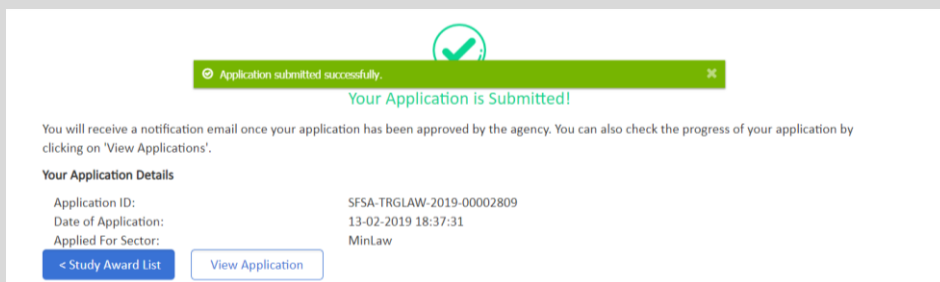 Application submitted successfully.
Your Application is Submitted!
You will receive a notification email once your application has been approved by the agency. You can also check the progress of your application by
clicking on 'View Applications'.
Your Application Details
Application ID: SFSA-TRGLAW-2019-00002809
Date of Application: 13-02-2019 18:37:31
Applied For Sector: MinLaw
< Study Award List View Application